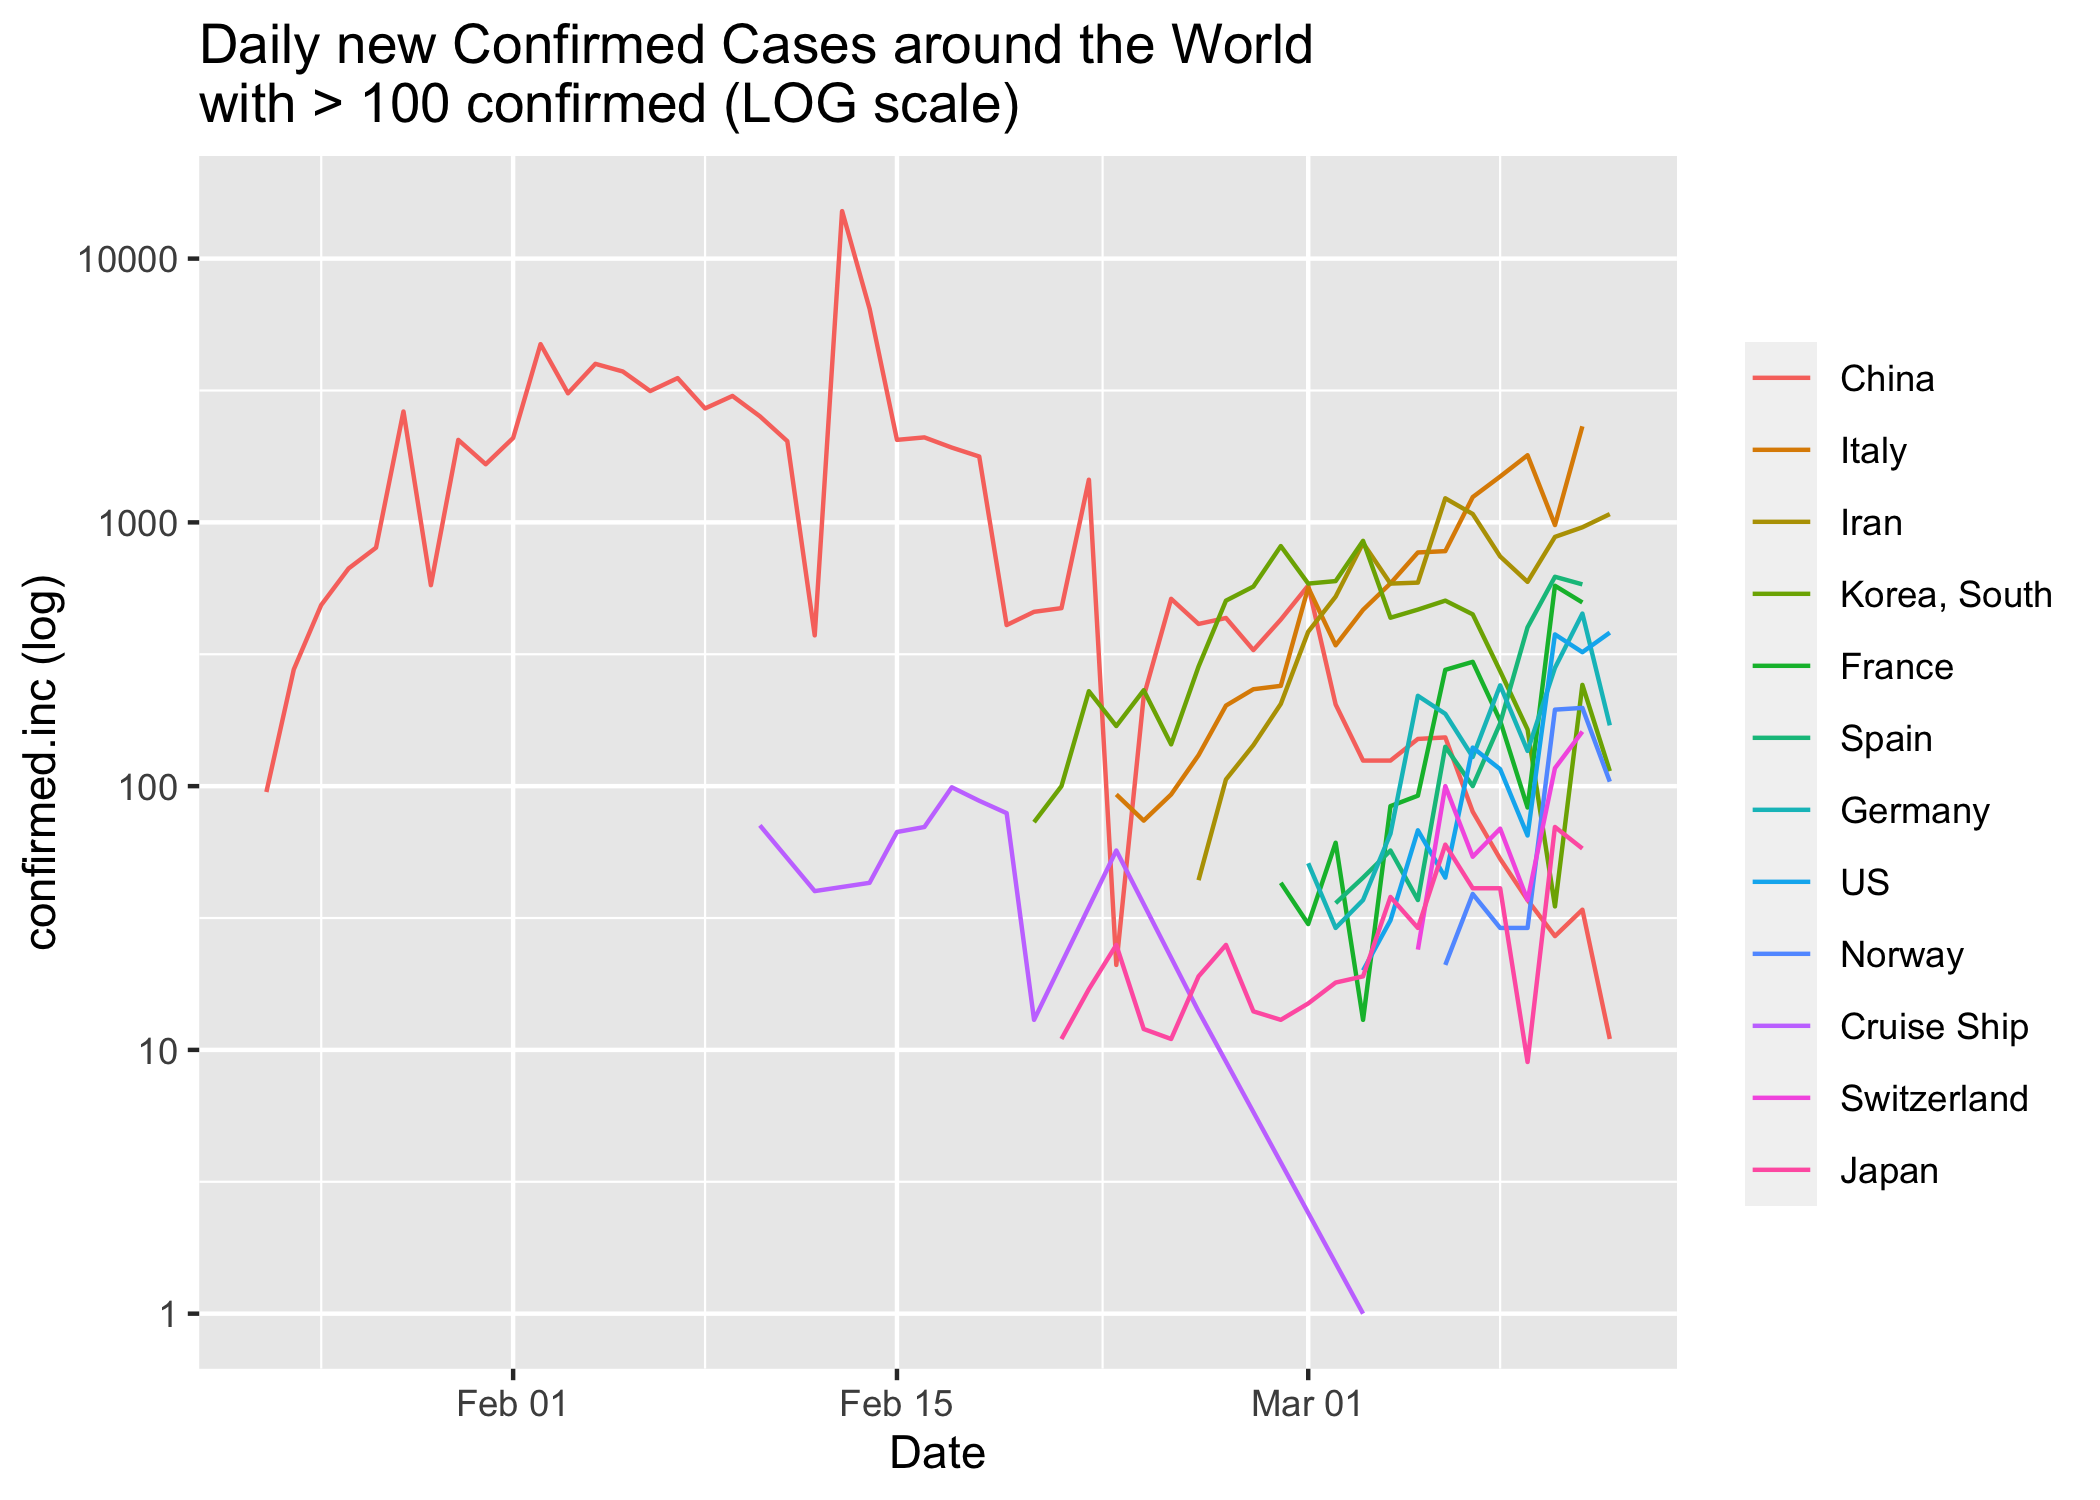 Daily new Confirmed Cases around the World
with > 100 confirmed (LOG scale)
confirmed.inc (log)
10000
1000
100
10
1
Feb 01
Feb 15
Mar 01
Date
China
Italy
Iran
Korea, South
France
Spain
Germany
US
Norway
Cruise Ship
Switzerland
Japan